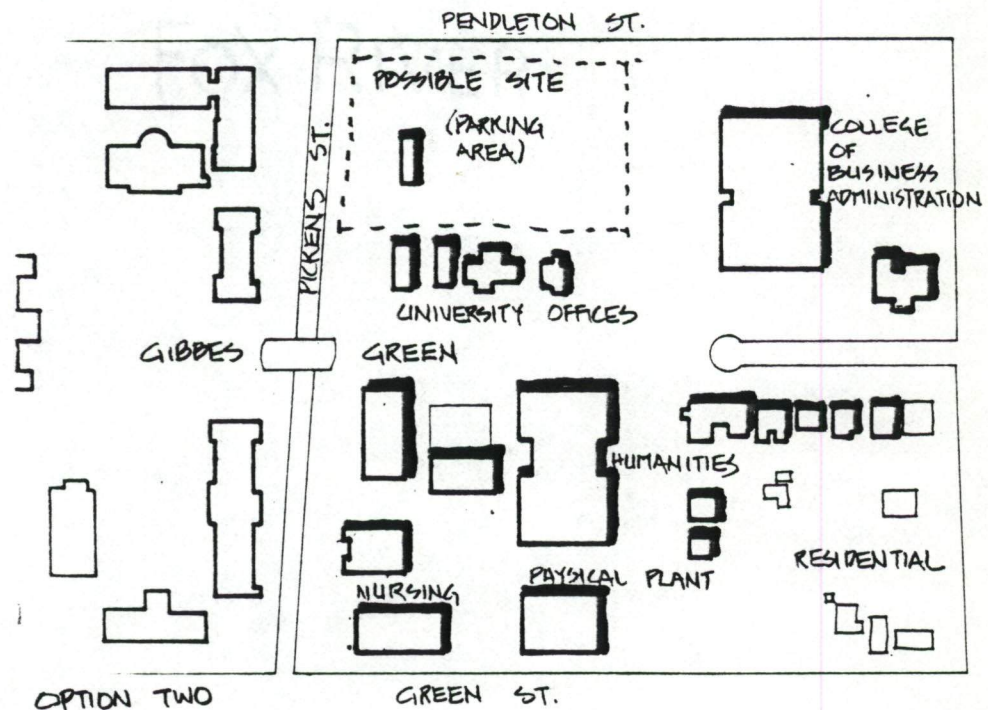 PENDLETON ST.
POSSIBLE SITE
(PARKING
AREA)
PICKENS ST.
COLLEGE
OF
BUSINESS
ADMINISTRATION
UNIVERSITY OFFICES
GIBBES GREEN
HUMANITIES
NURSING
PHYSICAL PLANT
RESIDENTIAL
OPTION TWO
GREEN ST.